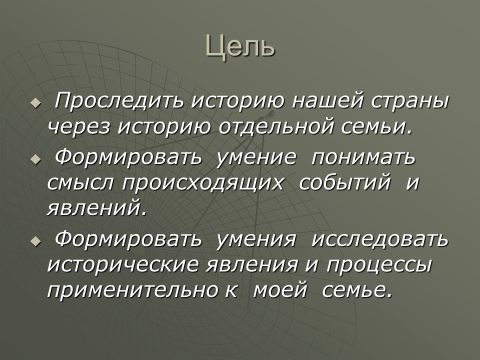 Цель
Проследить историю нашей страны
через историю отдельной семьи.
Формировать умение понимать
смысл происходящих событий и
явлений.
Формировать умения исследовать
исторические явления и процессы
применительно к моей семье.